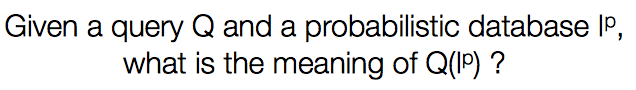 Given a query Q and a probabilistic database Iᵖ,
what is the meaning of Q(Iᵖ) ?